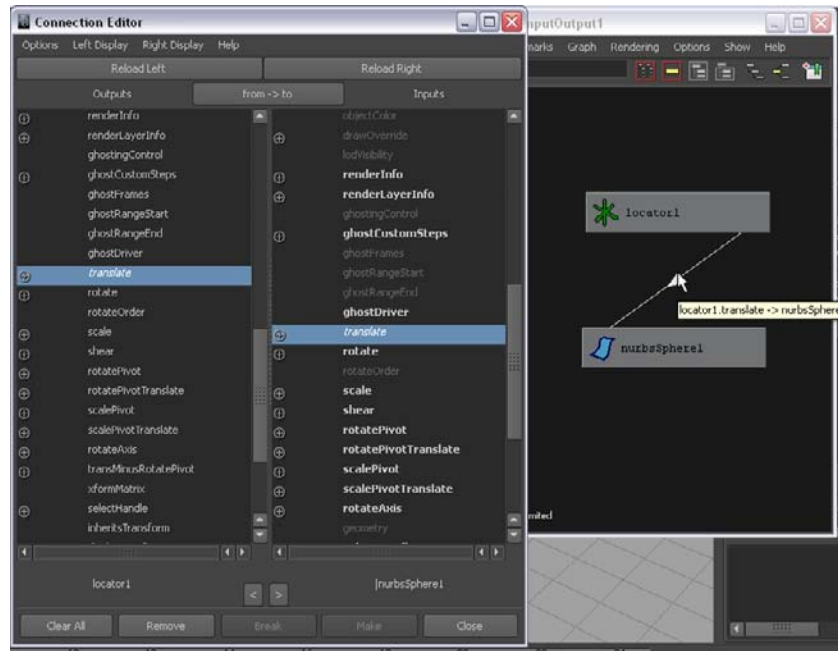 Connection Editor
Options Left Display Right Display Help
Reload Left Reload Right
Outputs from -> to Inputs
renderInfo
renderLayerInfo
ghostingControl
ghostCustomSteps
ghostFrames
ghostRangeStart
ghostRangeEnd
ghostDriver
translate
rotate
rotateOrder
scale
shear
rotatePivot
rotatePivotTranslate
scalePivot
scalePivotTranslate
rotateAxis
transMinusRotatePivot
xformMatrix
selectHandle
inheritsTransform
objectColor
drawOverride
lodVisibility
renderInfo
renderLayerInfo
ghostingControl
ghostCustomSteps
ghostFrames
ghostRangeStart
ghostRangeEnd
ghostDriver
translate
rotate
rotateOrder
scale
shear
rotatePivot
rotatePivotTranslate
scalePivot
scalePivotTranslate
rotateAxis
geometry
locator1 < > |nurbsSphere1
Clear All Remove Break Make Close
nputOutput1
marks Graph Rendering Options Show Help
locator1
locator1.translate -> nurbsSphere
nurbsSphere1
mited